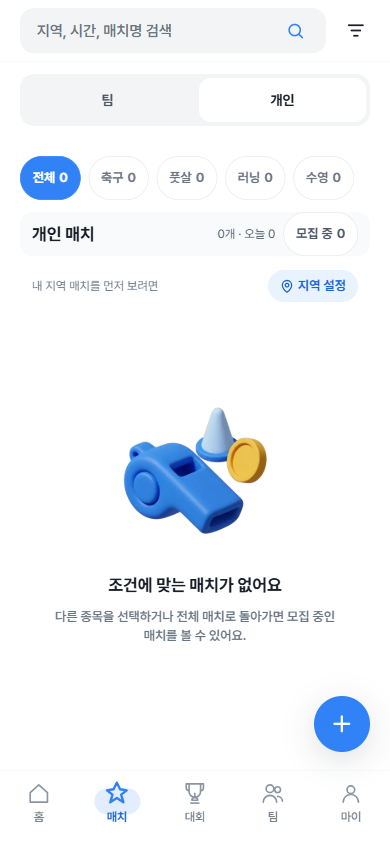 지역, 시간, 매치명 검색
팀
개인
전체 0
축구 0
풋살 0
러닝 0
수영 0
개인 매치
0개 · 오늘 0
모집 중 0
내 지역 매치를 먼저 보려면
지역 설정
조건에 맞는 매치가 없어요
다른 종목을 선택하거나 전체 매치로 돌아가면 모집 중인
매치를 볼 수 있어요.
홈
매치
대회
팀
마이